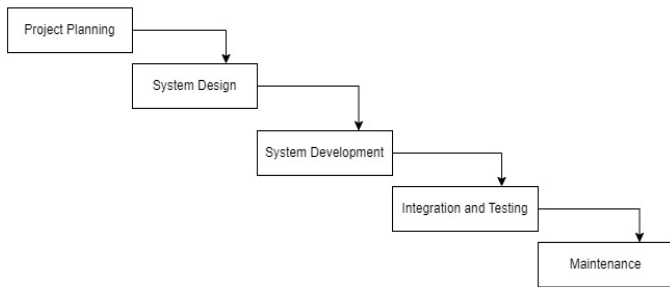 Project Planning
System Design
System Development
Integration and Testing
Maintenance